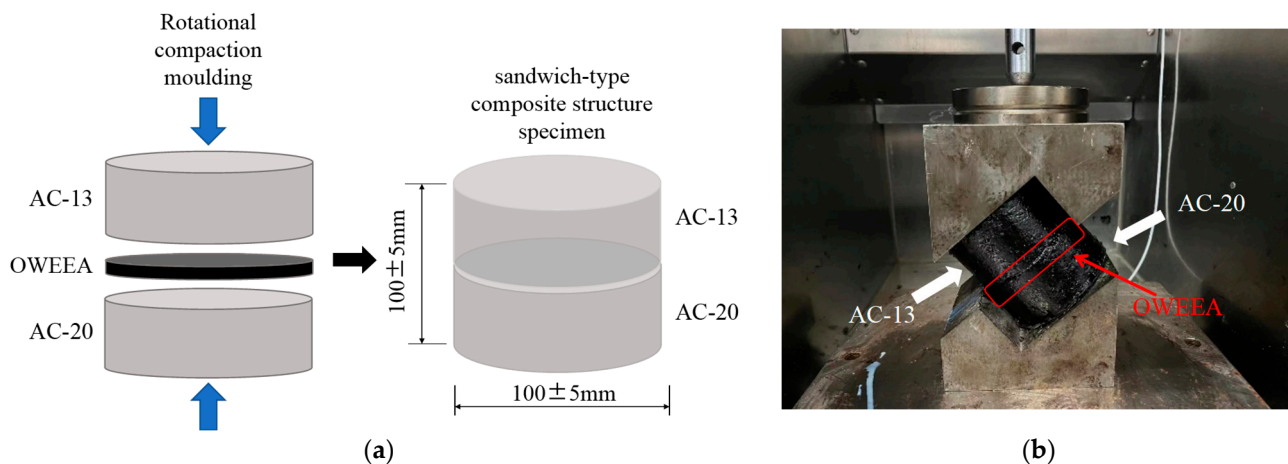 Rotational
compaction
moulding
AC-13
OWEEA
AC-20
sandwich-type
composite structure
specimen
100±5mm
AC-13
AC-20
100±5mm
(a)
AC-20
AC-13
OWEEA
(b)